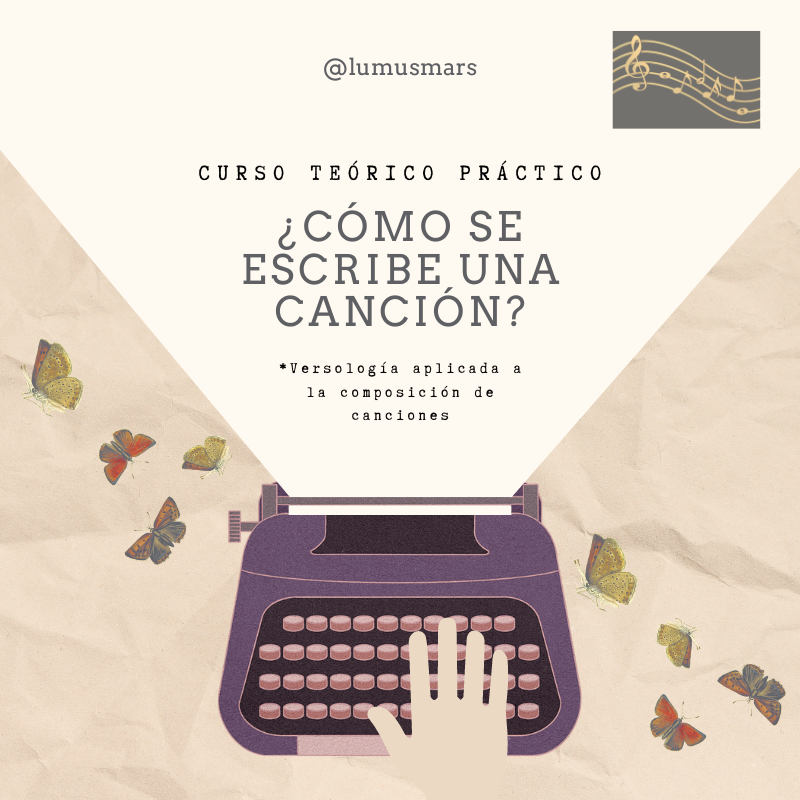 @lumusmars
CURSO TEÓRICO PRÁCTICO
¿CÓMO SE
ESCRIBE UNA
CANCIÓN?
*Versología aplicada a
la composición de
canciones